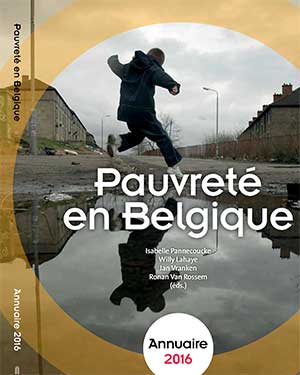 Pauvreté en Belgique
Annuaire 2016
Pauvreté
en Belgique
Isabelle Pannecoucke
Willy Lahaye
Jan Vranken
Ronan Van Rossem
(éds.)
Annuaire
2016